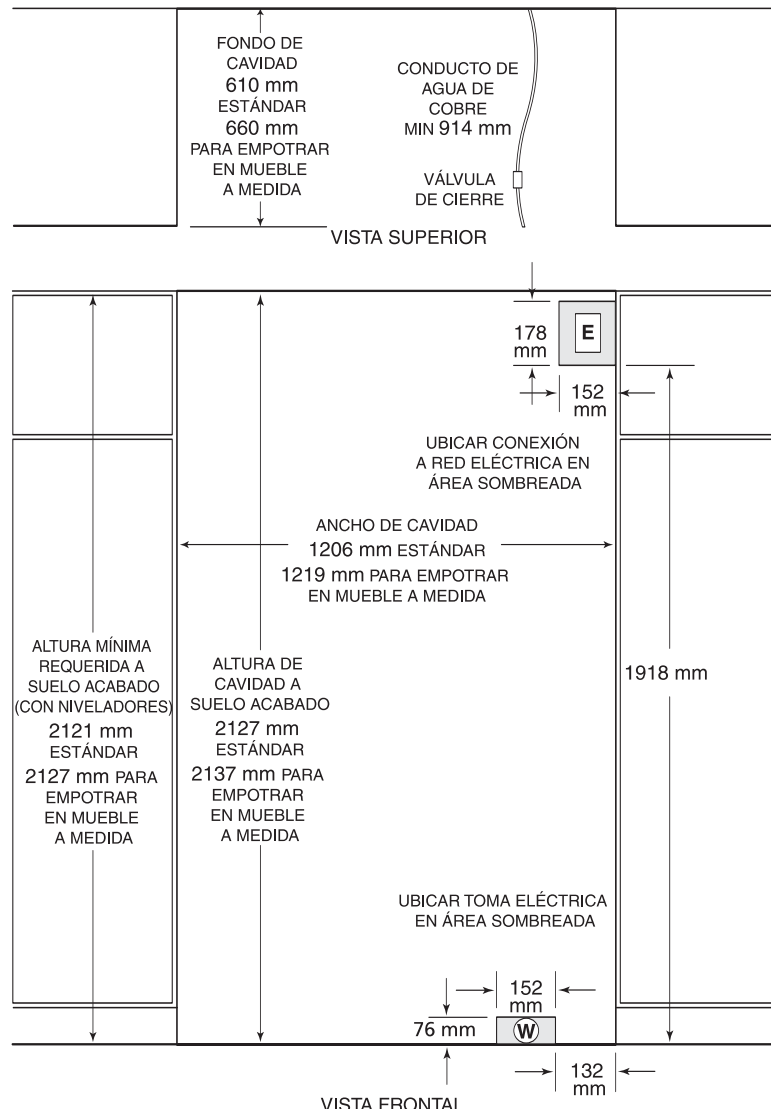 FONDO DE
CAVIDAD
610 mm
ESTÁNDAR
660 mm
PARA EMPOTRAR
EN MUEBLE
A MEDIDA
CONDUCTO DE
AGUA DE
COBRE
MIN 914 mm
VÁLVULA
DE CIERRE
VISTA SUPERIOR
178
mm
E
152
mm
UBICAR CONEXIÓN
A RED ELÉCTRICA EN
ÁREA SOMBREADA
ANCHO DE CAVIDAD
1206 mm ESTÁNDAR
1219 mm PARA EMPOTRAR
EN MUEBLE A MEDIDA
ALTURA MÍNIMA
REQUERIDA A
SUELO ACABADO
(CON NIVELADORES)
2121 mm
ESTÁNDAR
2127 mm PARA
EMPOTRAR
EN MUEBLE
A MEDIDA
ALTURA DE
CAVIDAD A
SUELO ACABADO
2127 mm
ESTÁNDAR
2137 mm PARA
EMPOTRAR
EN MUEBLE
A MEDIDA
1918 mm
UBICAR TOMA ELÉCTRICA
EN ÁREA SOMBREADA
152
mm
76 mm
W
132
mm
VISTA FRONTAL